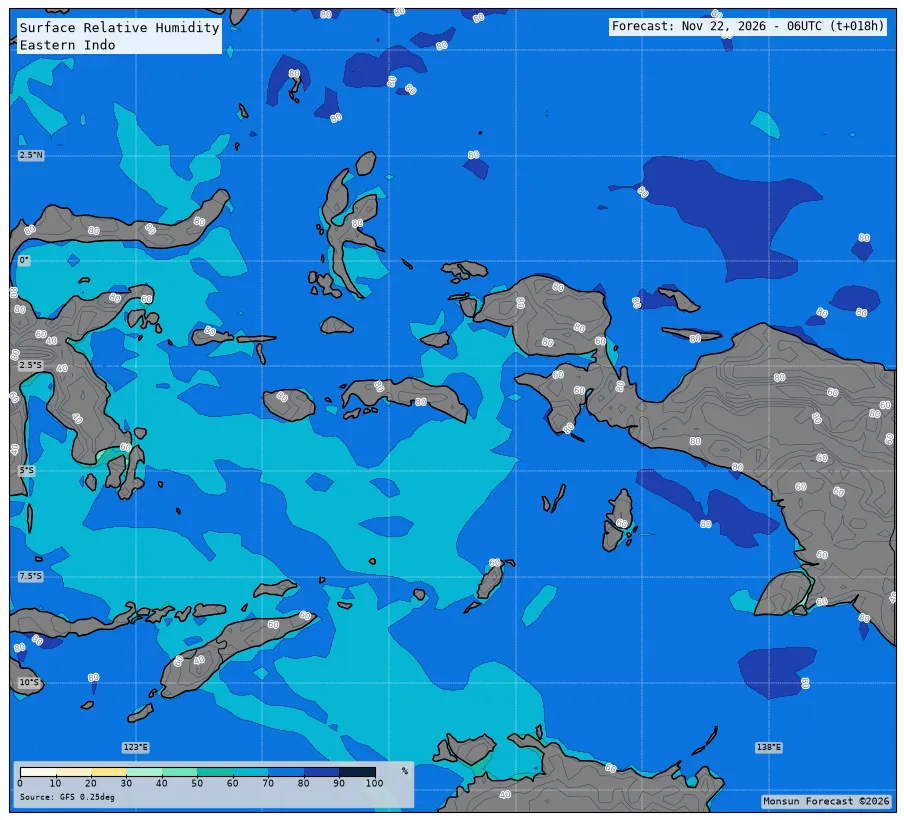 Surface Relative Humidity
Eastern Indo
Forecast: Nov 22, 2026 - 06UTC (t+018h)
2.5°N
0°
2.5°S
5°S
7.5°S
10°S
123°E
138°E
0 10 20 30 40 50 60 70 80 90 100 %
Source: GFS 0.25deg
Monsun Forecast ©2026